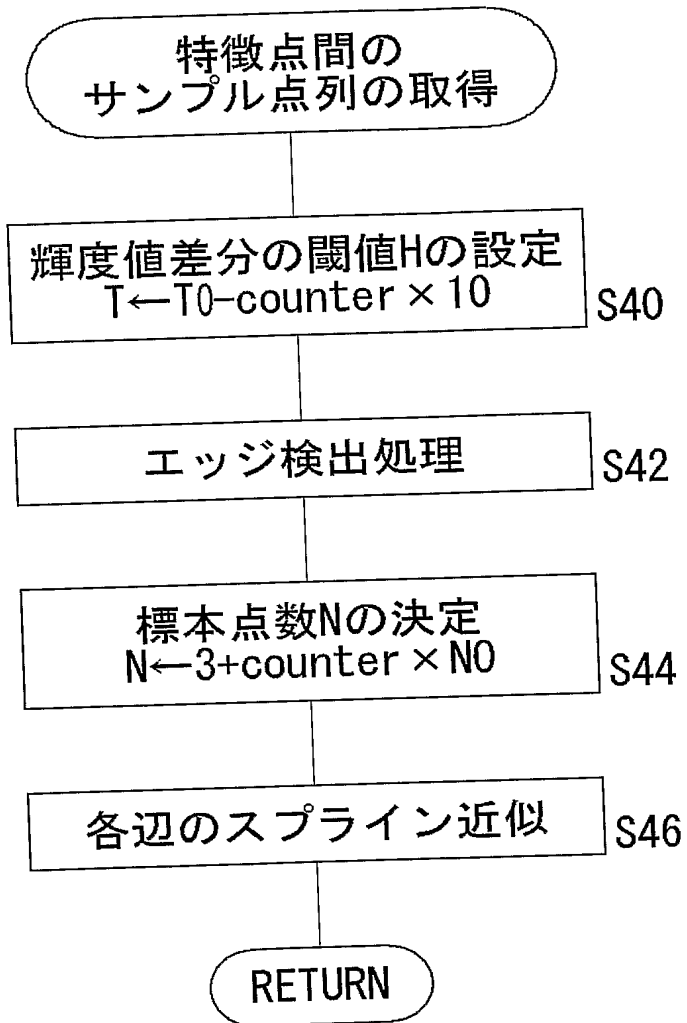 特徴点間の
サンプル点列の取得
輝度値差分の閾値Hの設定
T←T0-counter×10
S40
エッジ検出処理
S42
標本点数Nの決定
N←3+counter×N0
S44
各辺のスプライン近似
S46
RETURN